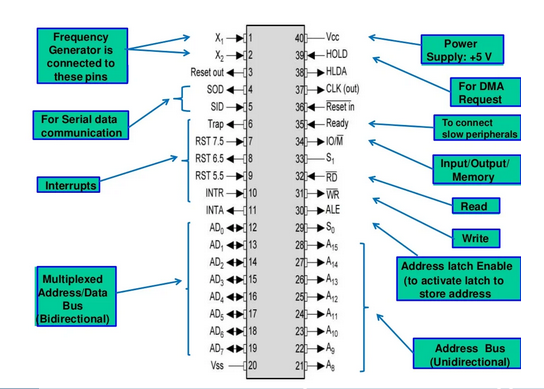 Frequency
Generator is
connected to
these pins
For Serial data
communication
Interrupts
Multiplexed
Address/Data
Bus
(Bidirectional)
X1 1 40 Vcc
X2 2 39 HOLD
Reset out 3 38 HLDA
SOD 4 37 CLK (out)
SID 5 36 Reset in
Trap 6 35 Ready
RST 7.5 7 34 IO/M
RST 6.5 8 33 S1
RST 5.5 9 32 RD
INTR 10 31 WR
INTA 11 30 ALE
AD0 12 29 S0
AD1 13 28 A15
AD2 14 27 A14
AD3 15 26 A13
AD4 16 25 A12
AD5 17 24 A11
AD6 18 23 A10
AD7 19 22 A9
Vss 20 21 A8
Power
Supply: +5 V
For DMA
Request
To connect
slow peripherals
Input/Output/
Memory
Read
Write
Address latch Enable
(to activate latch to
store address
Address Bus
(Unidirectional)